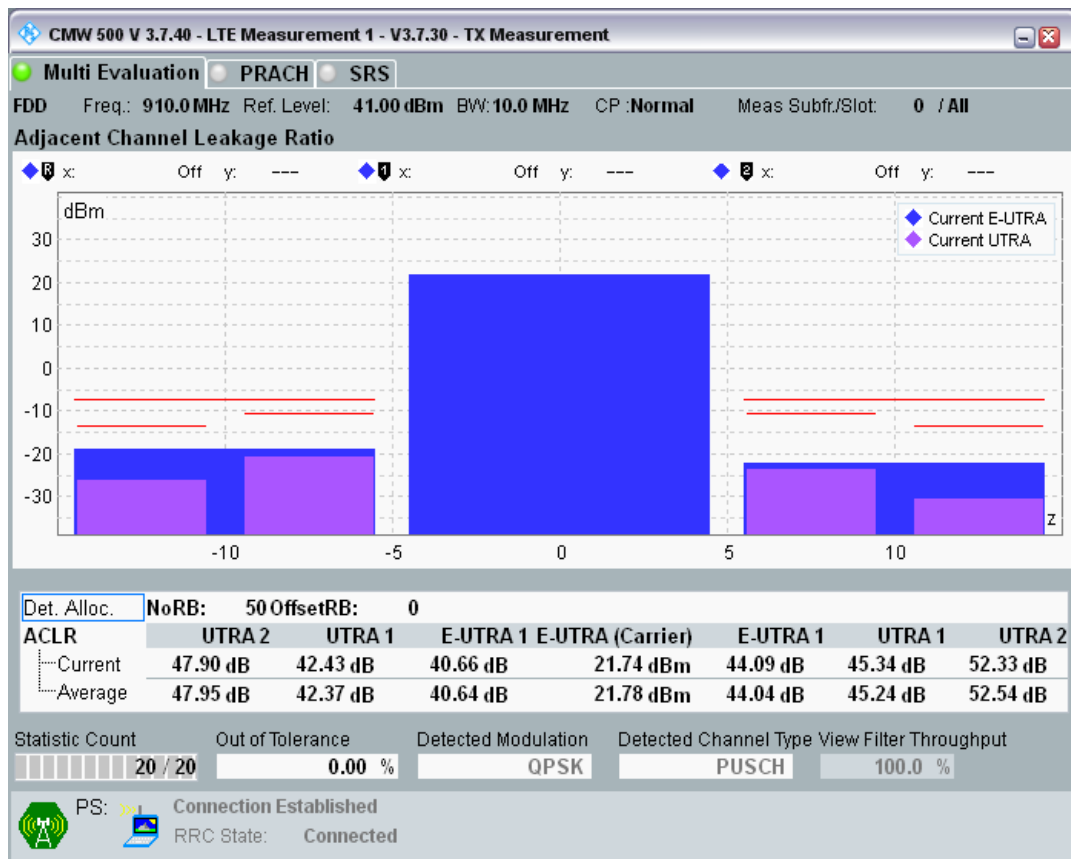 CMW 500 V 3.7.40 - LTE Measurement 1 - V3.7.30 - TX Measurement
Multi Evaluation PRACH SRS
FDD Freq.: 910.0 MHz Ref. Level: 41.00 dBm BW: 10.0 MHz CP :Normal Meas Subfr./Slot: 0 / All
Adjacent Channel Leakage Ratio
R x: Off y: --- 1 x: Off y: --- 2 x: Off y: ---
dBm
Current E-UTRA
Current UTRA
30
20
10
0
-10
-20
-30
z
-10 -5 0 5 10
Det. Alloc. NoRB: 50 OffsetRB: 0
ACLR UTRA 2 UTRA 1 E-UTRA 1 E-UTRA (Carrier) E-UTRA 1 UTRA 1 UTRA 2
Current 47.90 dB 42.43 dB 40.66 dB 21.74 dBm 44.09 dB 45.34 dB 52.33 dB
Average 47.95 dB 42.37 dB 40.64 dB 21.78 dBm 44.04 dB 45.24 dB 52.54 dB
Statistic Count Out of Tolerance Detected Modulation Detected Channel Type View Filter Throughput
20 / 20 0.00 % QPSK PUSCH 100.0 %
PS: Connection Established
RRC State: Connected